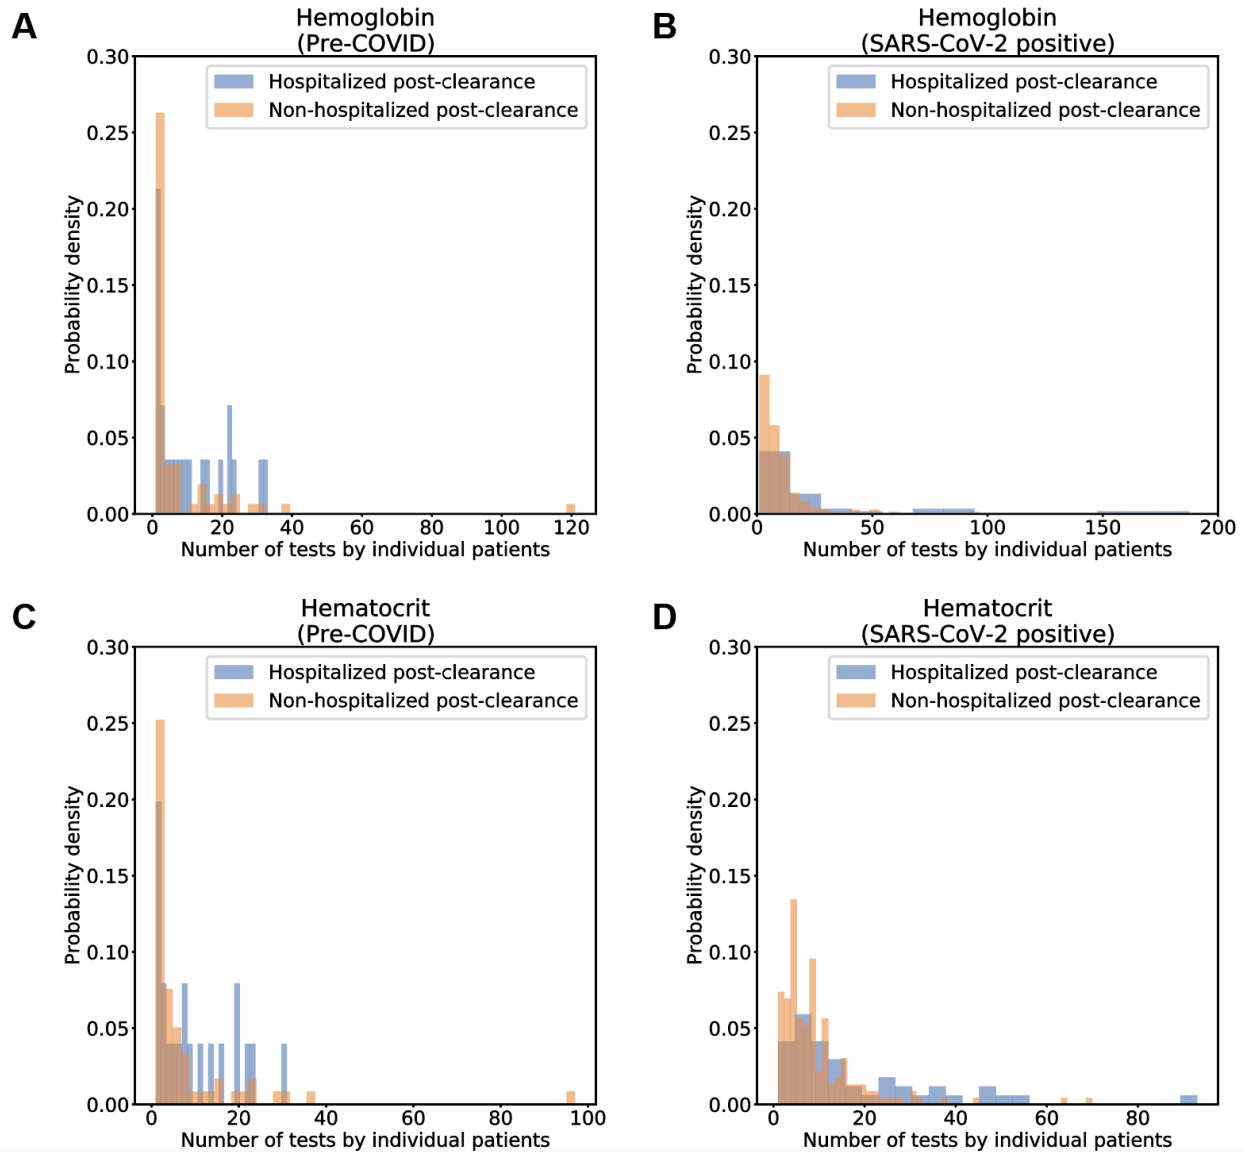 A
Hemoglobin
(Pre-COVID)
0.30
0.25
0.20
0.15
0.10
0.05
0.00
Probability density
Hospitalized post-clearance
Non-hospitalized post-clearance
0 20 40 60 80 100 120
Number of tests by individual patients
B
Hemoglobin
(SARS-CoV-2 positive)
0.30
0.25
0.20
0.15
0.10
0.05
0.00
Probability density
Hospitalized post-clearance
Non-hospitalized post-clearance
0 50 100 150 200
Number of tests by individual patients
C
Hematocrit
(Pre-COVID)
0.30
0.25
0.20
0.15
0.10
0.05
0.00
Probability density
Hospitalized post-clearance
Non-hospitalized post-clearance
0 20 40 60 80 100
Number of tests by individual patients
D
Hematocrit
(SARS-CoV-2 positive)
0.30
0.25
0.20
0.15
0.10
0.05
0.00
Probability density
Hospitalized post-clearance
Non-hospitalized post-clearance
0 20 40 60 80
Number of tests by individual patients